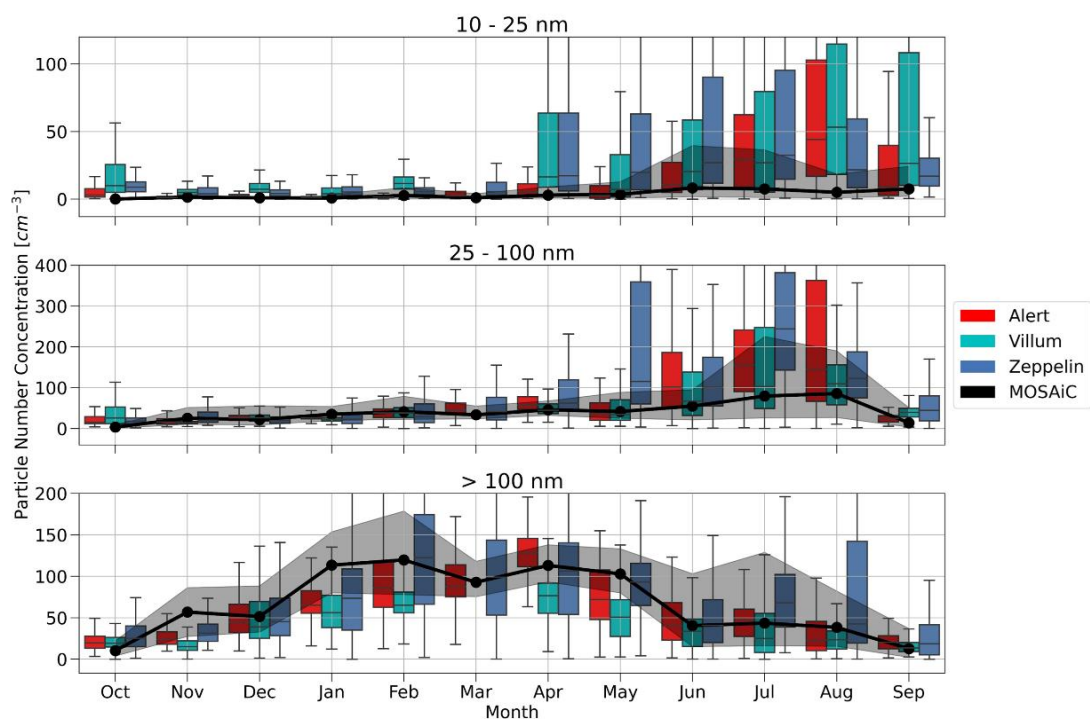 10 - 25 nm
100
50
0
25 - 100 nm
400
300
200
100
0
Particle Number Concentration [cm⁻³]
> 100 nm
200
150
100
50
0
Oct Nov Dec Jan Feb Mar Apr May Jun Jul Aug Sep
Month
Alert
Villum
Zeppelin
MOSAiC